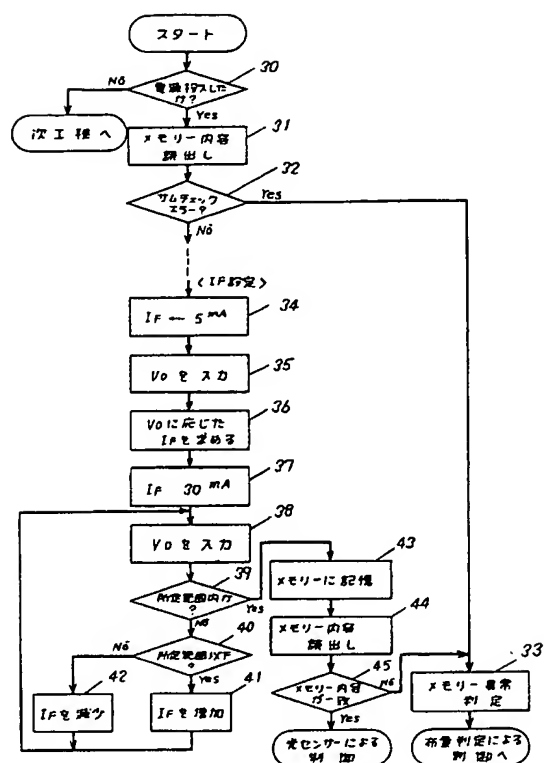 スタート
30
電源投入したか?
No
Yes
次工程へ
31
メモリー内容
読出し
32
サムチェック
エラー?
Yes
No
(IF設定)
34
IF ← 5mA
35
Voを入力
36
Voに応じた
IFを求める
37
IF 30mA
38
Voを入力
39
所定範囲内か
?
Yes
No
40
所定範囲以下
?
No
Yes
42
IFを減少
41
IFを増加
43
メモリーに記憶
44
メモリー内容
読出し
45
メモリー内容
が一致
No
Yes
33
メモリー異常
判定
光センサーによる
制御
布量判定による
制御へ